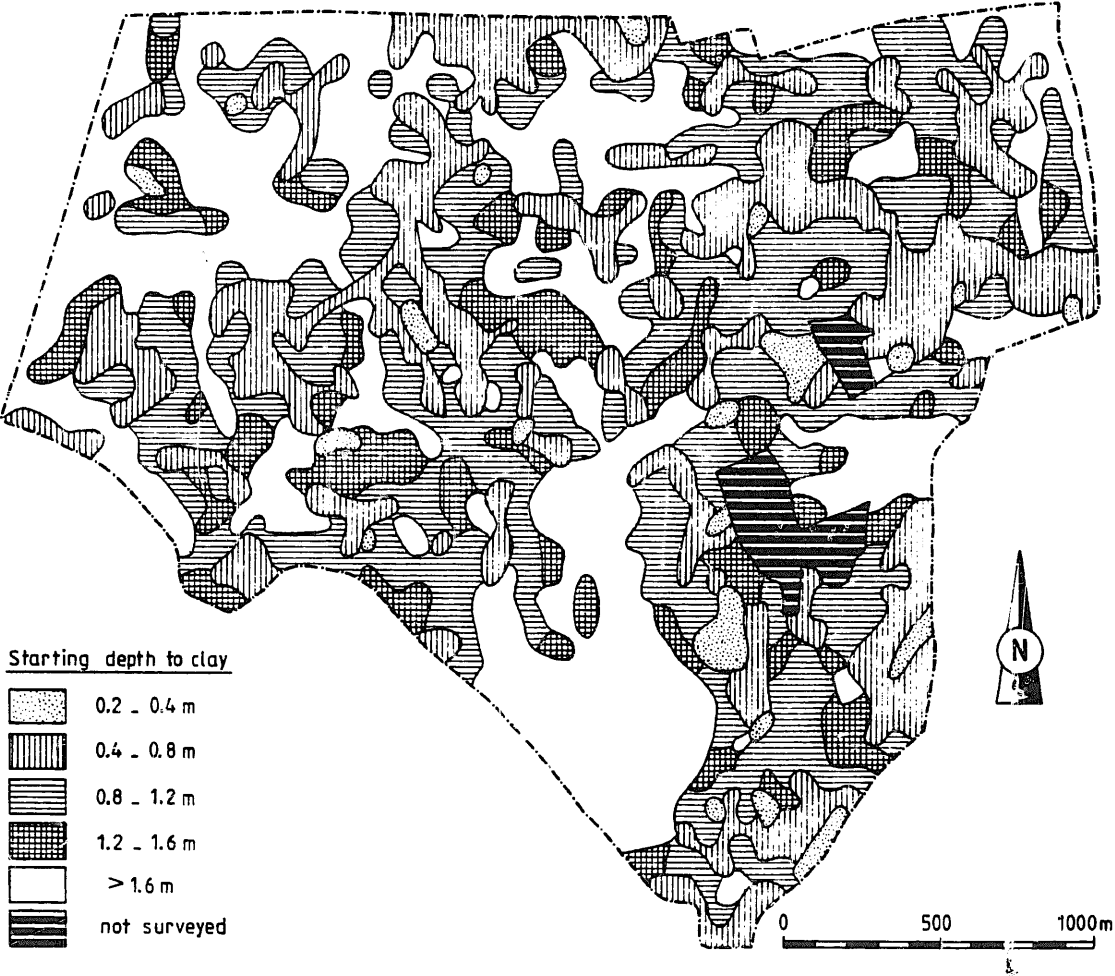 Starting depth to clay
0.2 - 0.4 m
0.4 - 0.8 m
0.8 - 1.2 m
1.2 - 1.6 m
> 1.6 m
not surveyed
N
0 500 1000 m